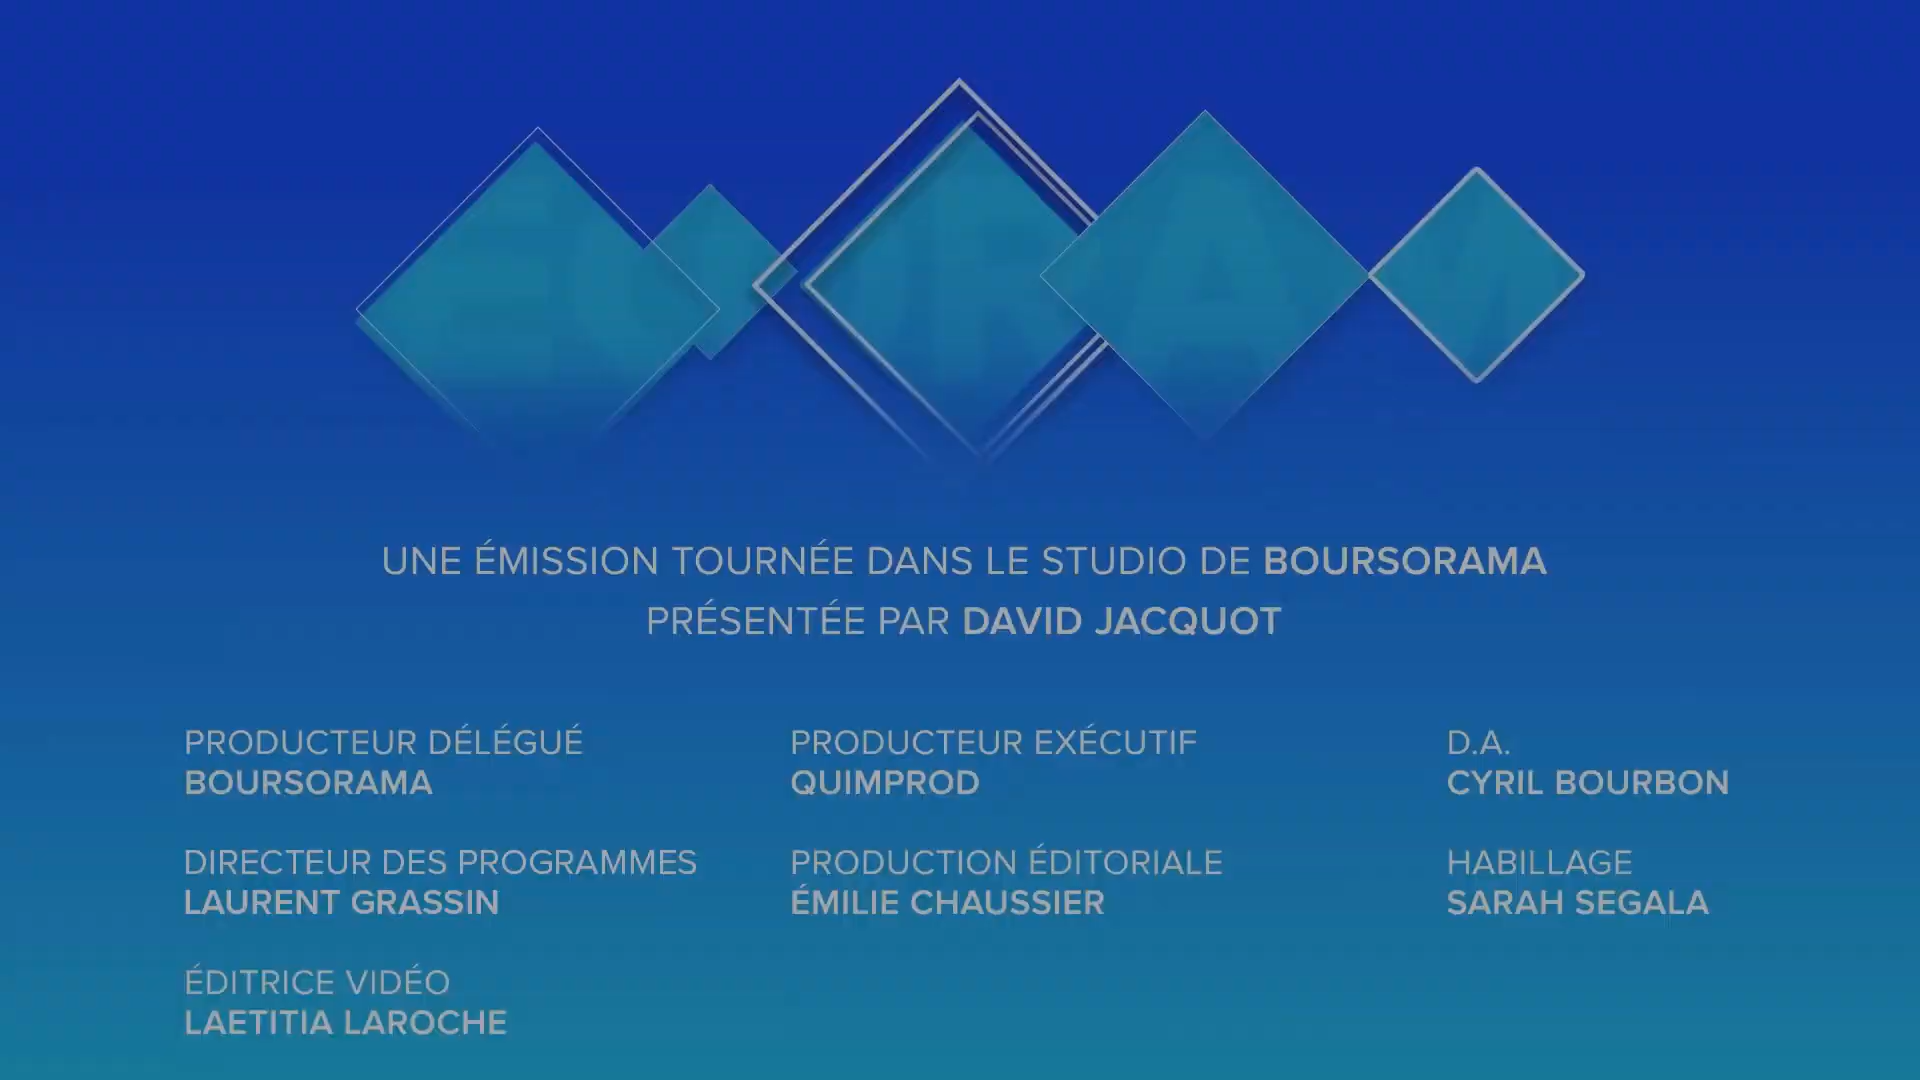 UNE ÉMISSION TOURNÉE DANS LE STUDIO DE BOURSORAMA
PRÉSENTÉE PAR DAVID JACQUOT
PRODUCTEUR DÉLÉGUÉ
BOURSORAMA
DIRECTEUR DES PROGRAMMES
LAURENT GRASSIN
ÉDITRICE VIDÉO
LAETITIA LAROCHE
PRODUCTEUR EXÉCUTIF
QUIMPROD
PRODUCTION ÉDITORIALE
ÉMILIE CHAUSSIER
D.A.
CYRIL BOURBON
HABILLAGE
SARAH SEGALA